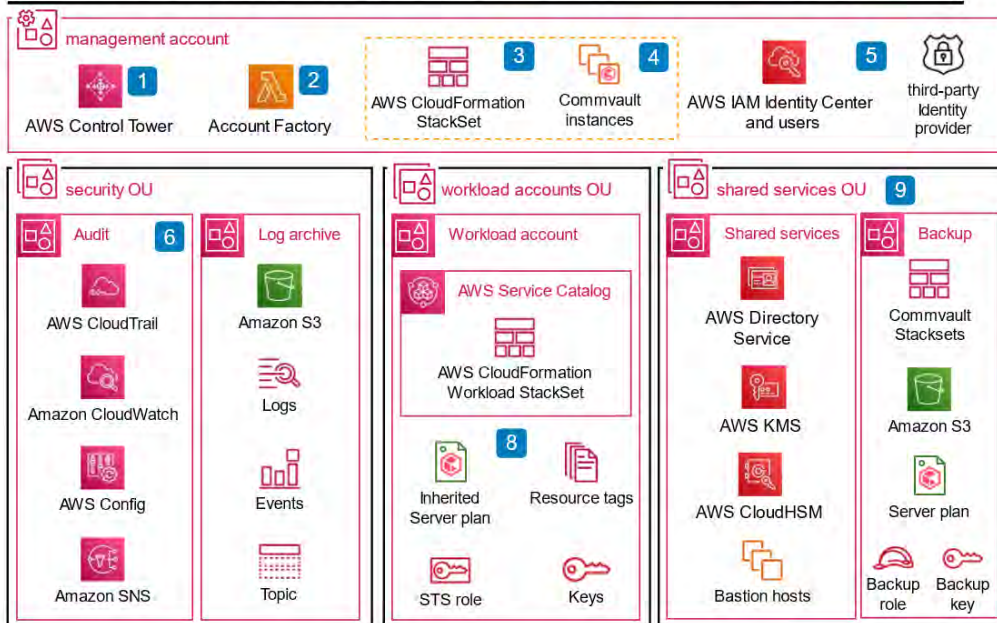 management account
1
AWS Control Tower
2
Account Factory
3
AWS CloudFormation
StackSet
4
Commvault
instances
5
AWS IAM Identity Center
and users
third-party
Identity
provider
security OU
Audit
6
AWS CloudTrail
Amazon CloudWatch
AWS Config
Amazon SNS
Log archive
Amazon S3
Logs
Events
Topic
workload accounts OU
Workload account
AWS Service Catalog
AWS CloudFormation
Workload StackSet
8
Inherited
Server plan
Resource tags
STS role
Keys
shared services OU
9
Shared services
AWS Directory
Service
AWS KMS
AWS CloudHSM
Bastion hosts
Backup
Commvault
Stacksets
Amazon S3
Server plan
Backup
role
Backup
key